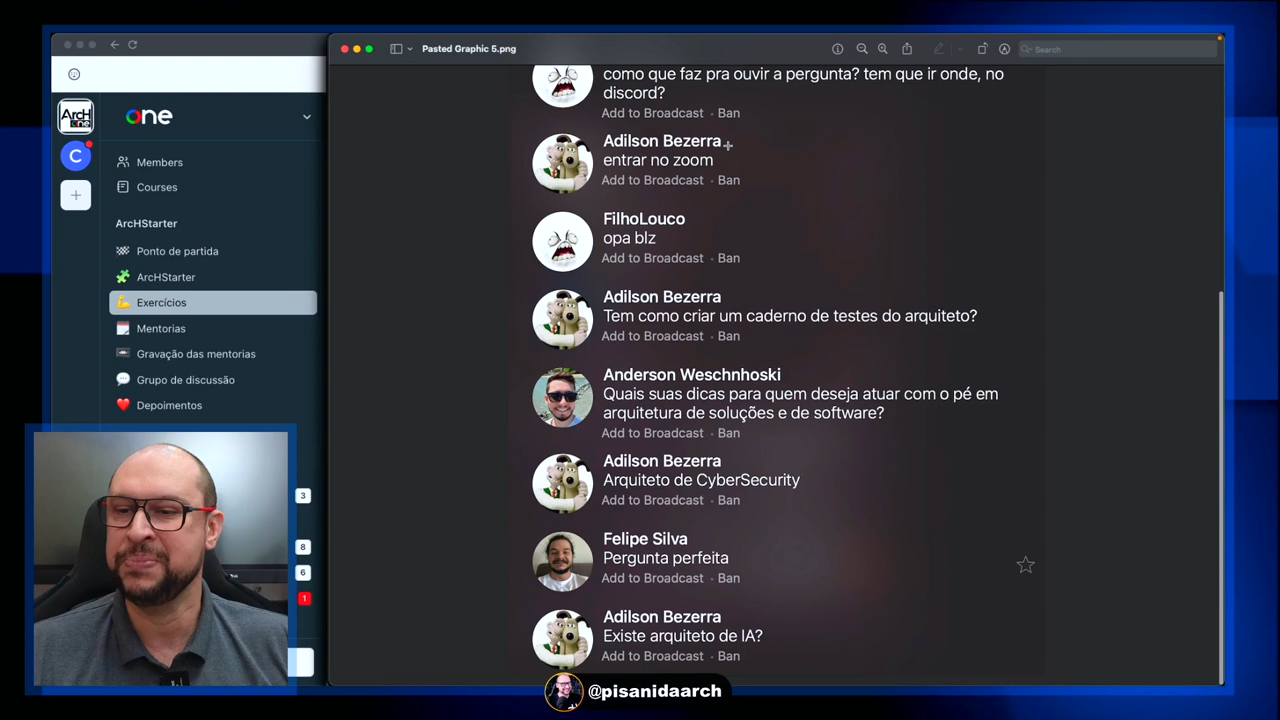 Pasted Graphic 5.png
Search
ArcH
one
one
C
Members
Courses
ArcHStarter
Ponto de partida
ArcHStarter
Exercícios
Mentorias
Gravação das mentorias
Grupo de discussão
Depoimentos
3
8
6
1
como que faz pra ouvir a pergunta? tem que ir onde, no
discord?
Add to Broadcast · Ban
Adilson Bezerra
entrar no zoom
Add to Broadcast · Ban
FilhoLouco
opa blz
Add to Broadcast · Ban
Adilson Bezerra
Tem como criar um caderno de testes do arquiteto?
Add to Broadcast · Ban
Anderson Weschnhoski
Quais suas dicas para quem deseja atuar com o pé em
arquitetura de soluções e de software?
Add to Broadcast · Ban
Adilson Bezerra
Arquiteto de CyberSecurity
Add to Broadcast · Ban
Felipe Silva
Pergunta perfeita
Add to Broadcast · Ban
Adilson Bezerra
Existe arquiteto de IA?
Add to Broadcast · Ban
@pisanidaarch